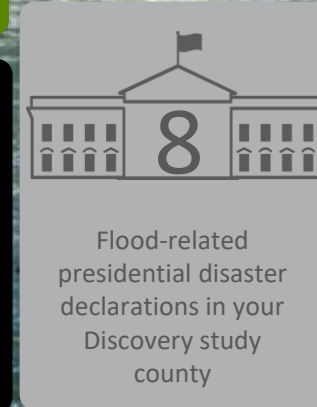 8
Flood-related
presidential disaster
declarations in your
Discovery study
county